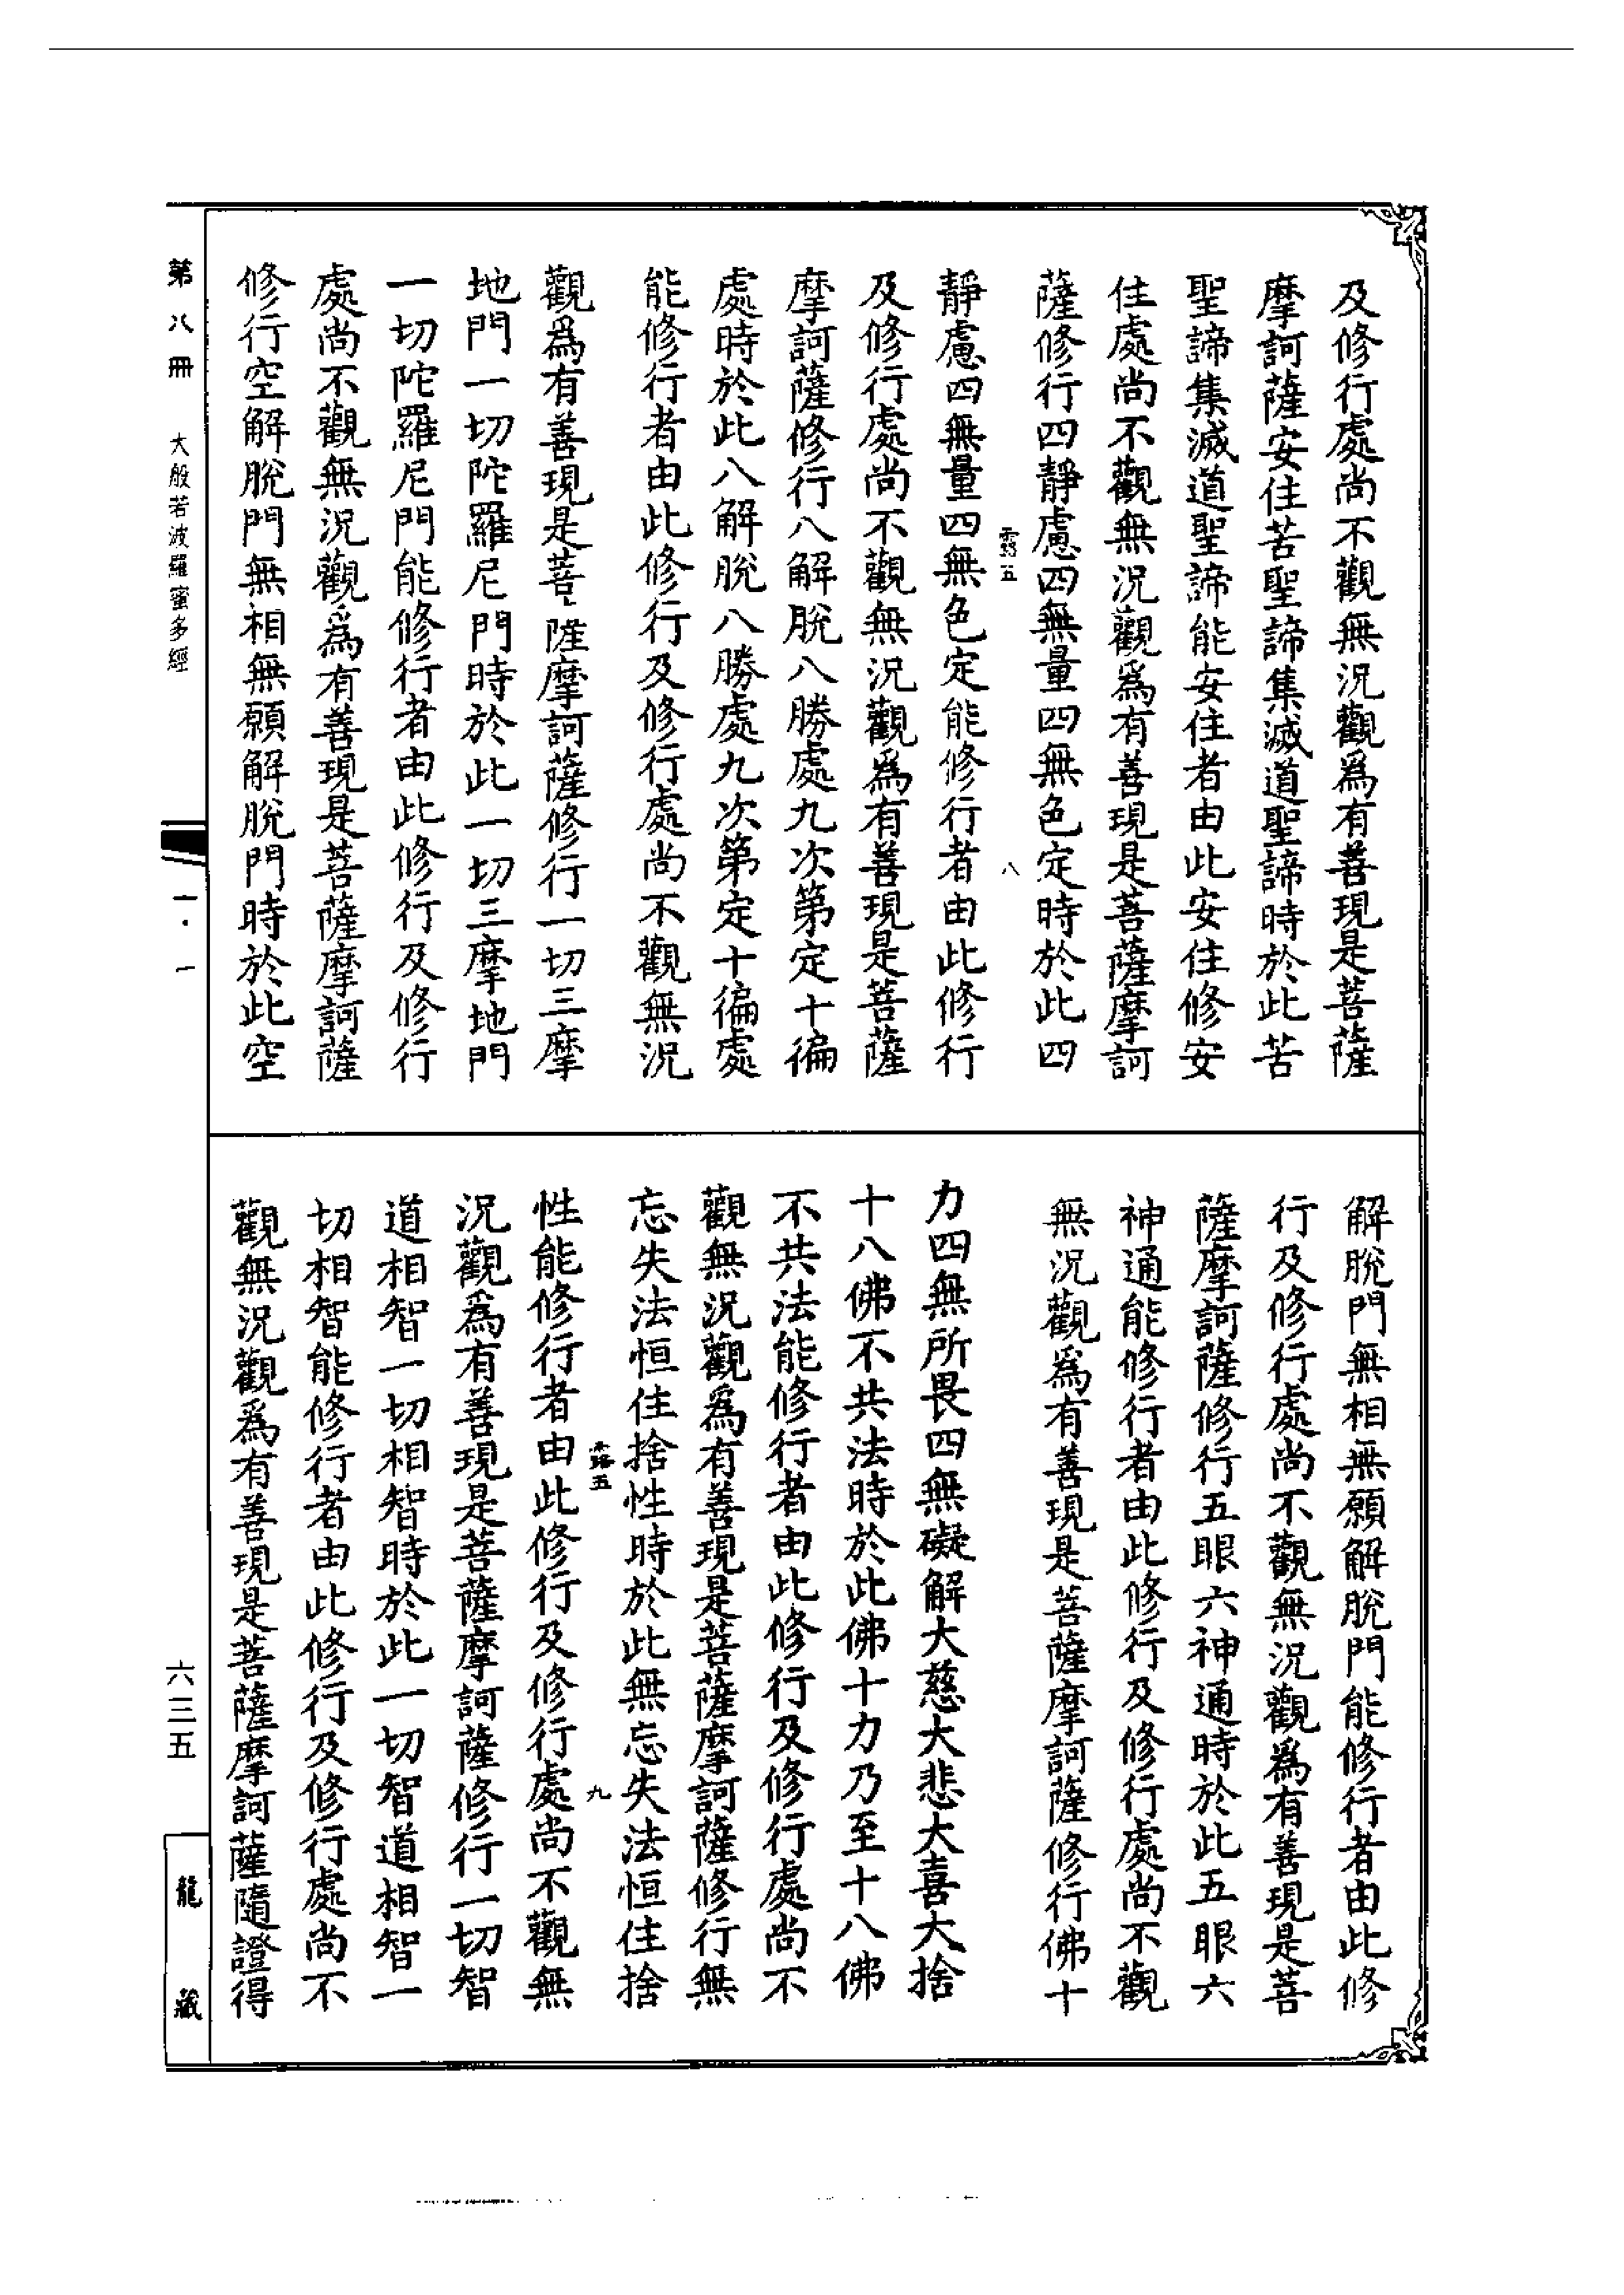 及修行處尚不觀無況觀爲有善現是菩薩
摩訶薩安住苦聖諦集滅道聖諦時於此苦
聖諦集滅道聖諦能安住者由此安住修安
住處尚不觀無況觀爲有善現是菩薩摩訶
薩修行四靜慮四無量四無色定時於此四
八
靜慮四無量四無色定能修行者由此修行
及修行處尚不觀無況觀爲有善現是菩薩
摩訶薩修行八解脫八勝處九次第定十徧
處時於此八解脫八勝處九次第定十徧處
能修行者由此修行及修行處尚不觀無況
觀爲有善現是菩薩摩訶薩修行一切三摩
地門一切陀羅尼門時於此一切三摩地門
一切陀羅尼門能修行者由此修行及修行
處尚不觀無況觀爲有善現是菩薩摩訶薩
修行空解脫門無相無願解脫門時於此空
解脫門無相無願解脫門能修行者由此修
行及修行處尚不觀無況觀爲有善現是菩
薩摩訶薩修行五眼六神通時於此五眼六
神通能修行者由此修行及修行處尚不觀
無況觀爲有善現是菩薩摩訶薩修行佛十
力四無所畏四無礙解大慈大悲大喜大捨
十八佛不共法時於此佛十力乃至十八佛
不共法能修行者由此修行及修行處尚不
觀無況觀爲有善現是菩薩摩訶薩修行無
忘失法恒住捨性時於此無忘失法恒住捨
九
性能修行者由此修行及修行處尚不觀無
況觀爲有善現是菩薩摩訶薩修行一切智
道相智一切相智時於此一切智道相智一
切相智能修行者由此修行及修行處尚不
觀無況觀爲有善現是菩薩摩訶薩隨證得
第八冊 大般若波羅蜜多經
六三五
龍藏